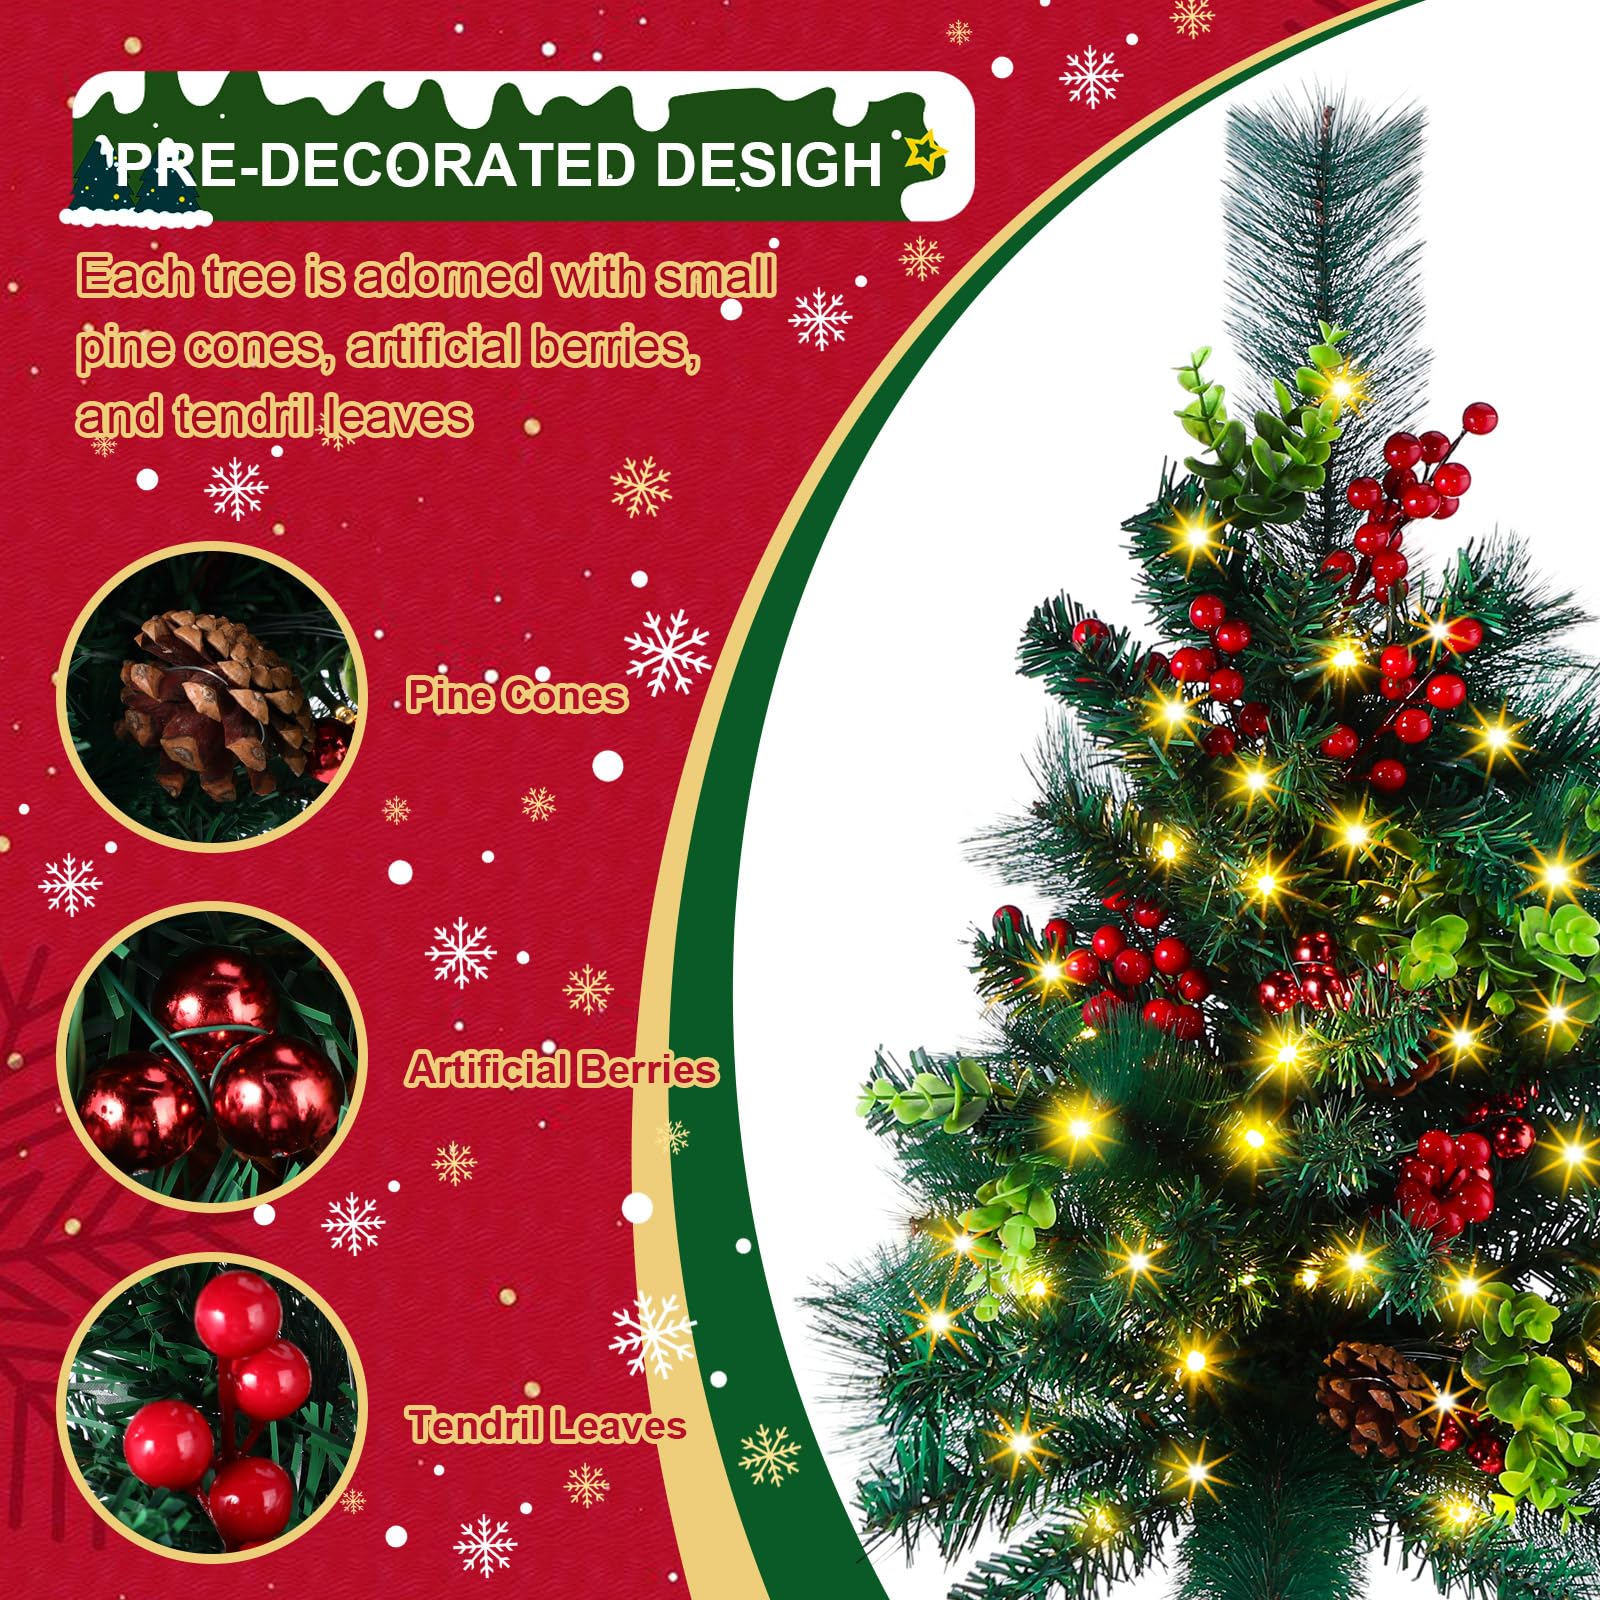 PRE-DECORATED DESIGH
Each tree is adorned with small
pine cones, artificial berries,
and tendril leaves
Pine Cones
Artificial Berries
Tendril Leaves